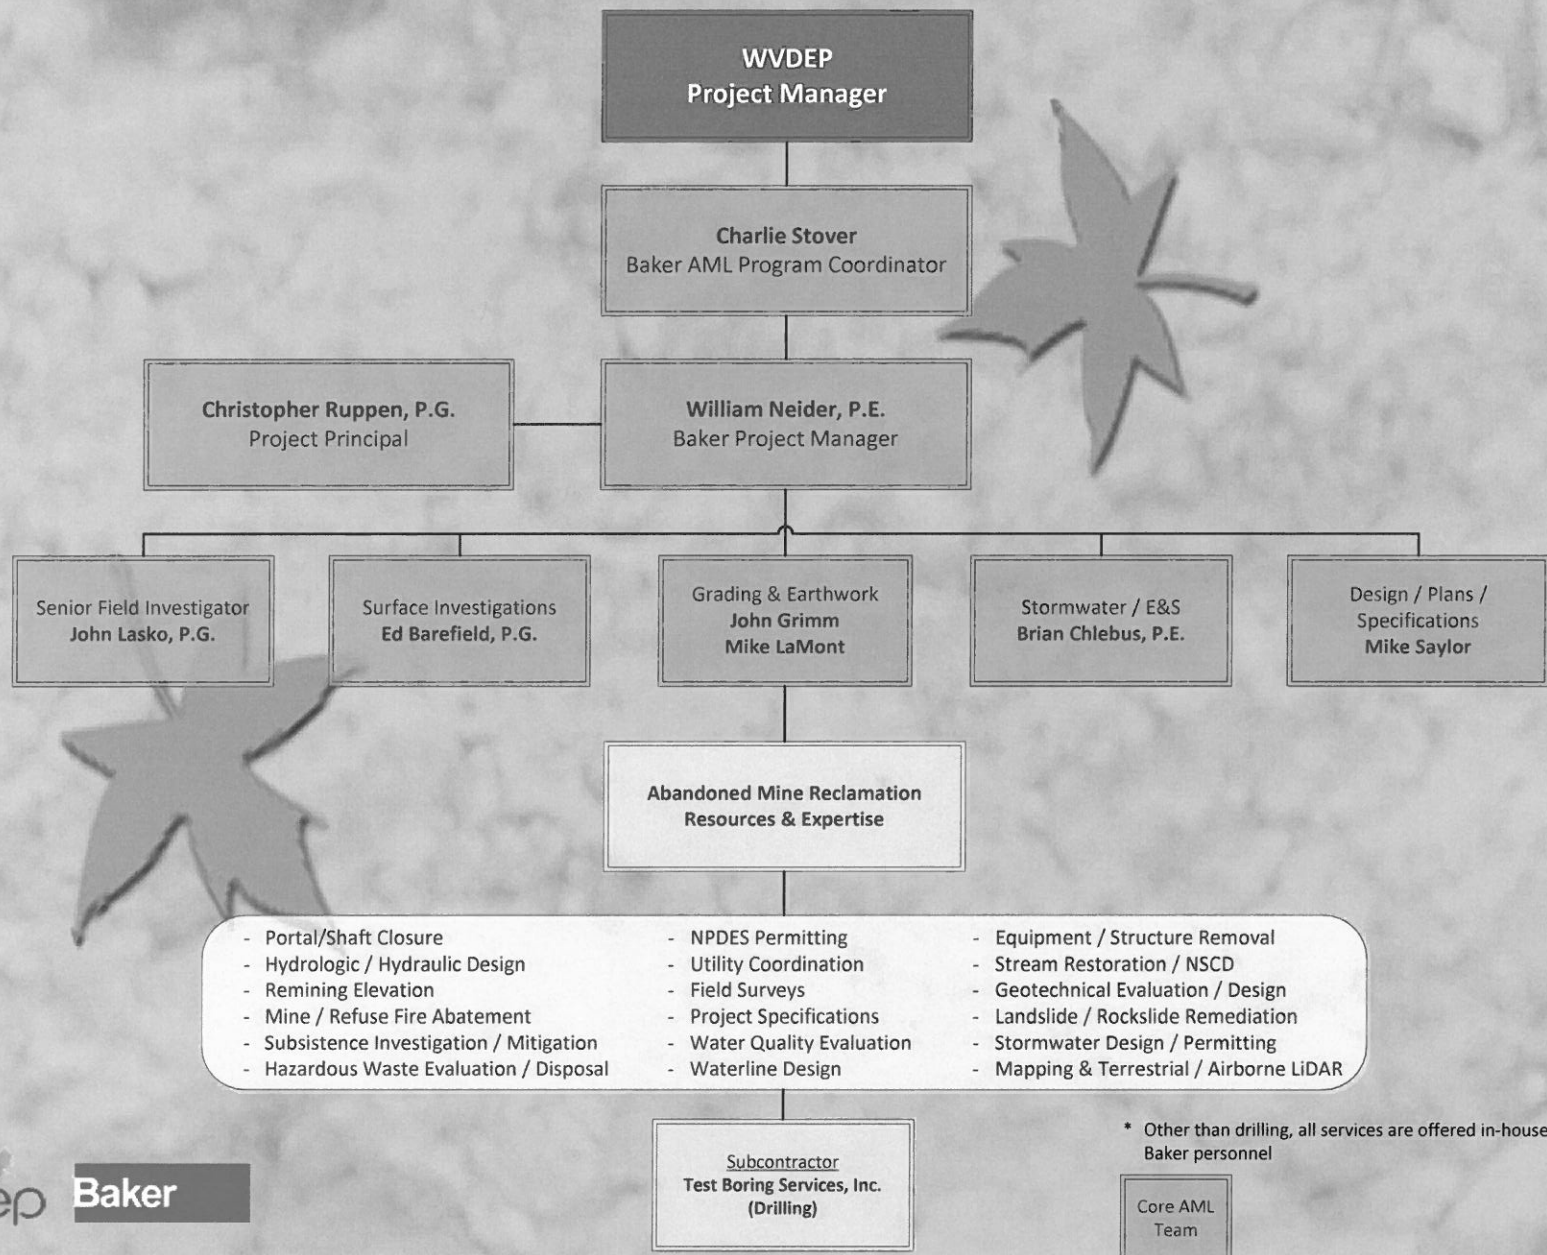 WVDEP
Project Manager
Charlie Stover
Baker AML Program Coordinator
Christopher Ruppen, P.G.
Project Principal
William Neider, P.E.
Baker Project Manager
Senior Field Investigator
John Lasko, P.G.
Surface Investigations
Ed Barefield, P.G.
Grading & Earthwork
John Grimm
Mike LaMont
Stormwater / E&S
Brian Chlebus, P.E.
Design / Plans /
Specifications
Mike Saylor
Abandoned Mine Reclamation
Resources & Expertise
- Portal/Shaft Closure
- Hydrologic / Hydraulic Design
- Remining Elevation
- Mine / Refuse Fire Abatement
- Subsistence Investigation / Mitigation
- Hazardous Waste Evaluation / Disposal
- NPDES Permitting
- Utility Coordination
- Field Surveys
- Project Specifications
- Water Quality Evaluation
- Waterline Design
- Equipment / Structure Removal
- Stream Restoration / NSCD
- Geotechnical Evaluation / Design
- Landslide / Rockslide Remediation
- Stormwater Design / Permitting
- Mapping & Terrestrial / Airborne LiDAR
Subcontractor
Test Boring Services, Inc.
(Drilling)
* Other than drilling, all services are offered in-house
Baker personnel
Core AML
Team
ep
Baker